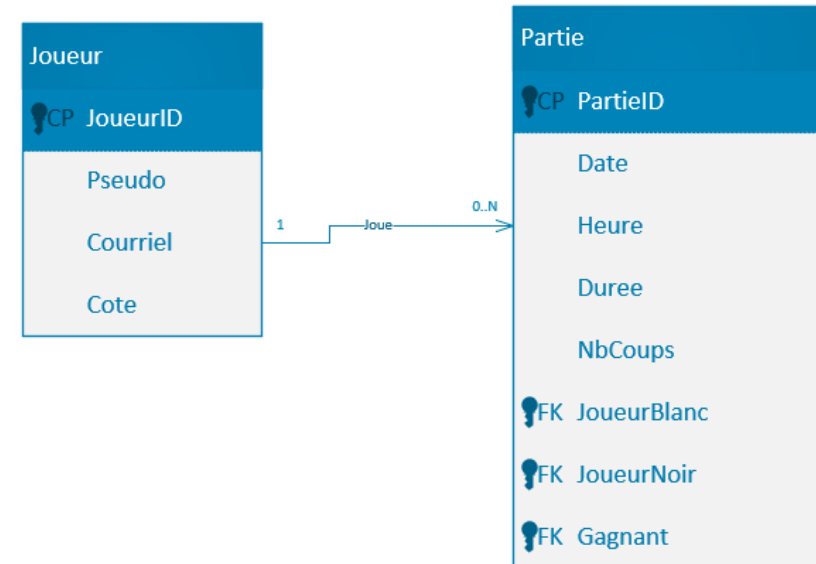 Joueur
CP JoueurID
Pseudo
Courriel
Cote
1
Joue
0..N
Partie
CP PartieID
Date
Heure
Duree
NbCoups
FK JoueurBlanc
FK JoueurNoir
FK Gagnant